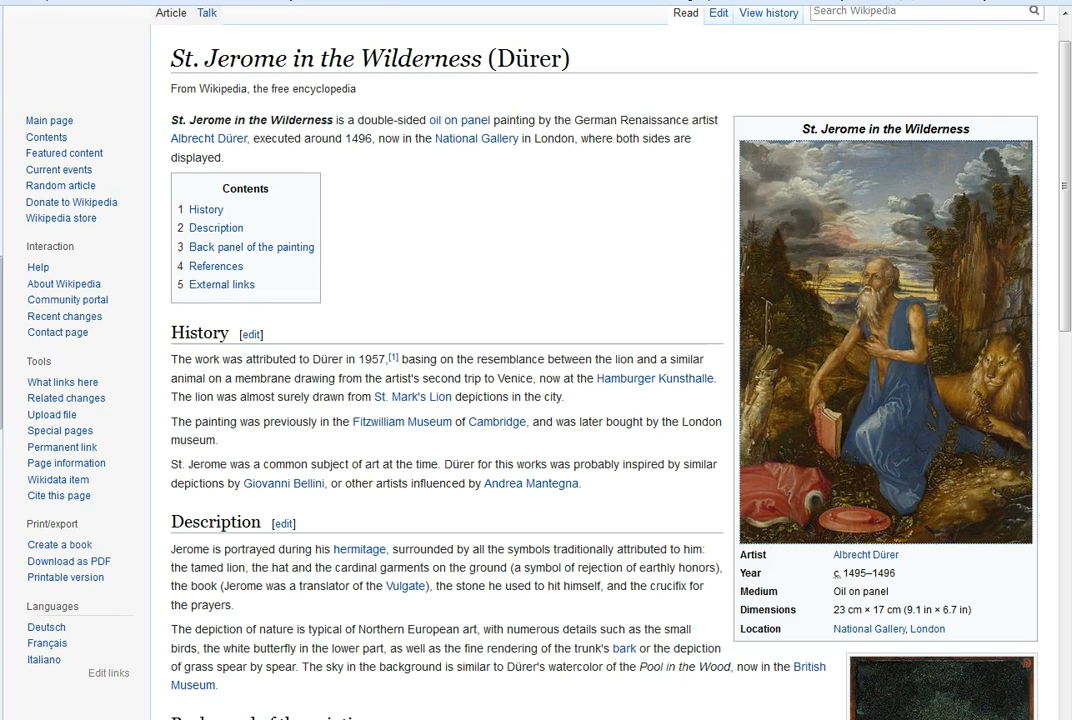 Article Talk Read Edit View history Search Wikipedia
St. Jerome in the Wilderness (Dürer)
From Wikipedia, the free encyclopedia
St. Jerome in the Wilderness is a double-sided oil on panel painting by the German Renaissance artist
Albrecht Dürer, executed around 1496, now in the National Gallery in London, where both sides are
displayed.
Contents
1 History
2 Description
3 Back panel of the painting
4 References
5 External links
History [edit]
The work was attributed to Dürer in 1957,[1] basing on the resemblance between the lion and a similar
animal on a membrane drawing from the artist's second trip to Venice, now at the Hamburger Kunsthalle.
The lion was almost surely drawn from St. Mark's Lion depictions in the city.
The painting was previously in the Fitzwilliam Museum of Cambridge, and was later bought by the London
museum.
St. Jerome was a common subject of art at the time. Dürer for this works was probably inspired by similar
depictions by Giovanni Bellini, or other artists influenced by Andrea Mantegna.
Description [edit]
Jerome is portrayed during his hermitage, surrounded by all the symbols traditionally attributed to him:
the tamed lion, the hat and the cardinal garments on the ground (a symbol of rejection of earthly honors),
the book (Jerome was a translator of the Vulgate), the stone he used to hit himself, and the crucifix for
the prayers.
The depiction of nature is typical of Northern European art, with numerous details such as the small
birds, the white butterfly in the lower part, as well as the fine rendering of the trunk's bark or the depiction
of grass spear by spear. The sky in the background is similar to Dürer's watercolor of the Pool in the Wood, now in the British
Museum.
St. Jerome in the Wilderness
Artist Albrecht Dürer
Year c. 1495–1496
Medium Oil on panel
Dimensions 23 cm × 17 cm (9.1 in × 6.7 in)
Location National Gallery, London
Main page
Contents
Featured content
Current events
Random article
Donate to Wikipedia
Wikipedia store
Interaction
Help
About Wikipedia
Community portal
Recent changes
Contact page
Tools
What links here
Related changes
Upload file
Special pages
Permanent link
Page information
Wikidata item
Cite this page
Print/export
Create a book
Download as PDF
Printable version
Languages
Deutsch
Français
Italiano
Edit links